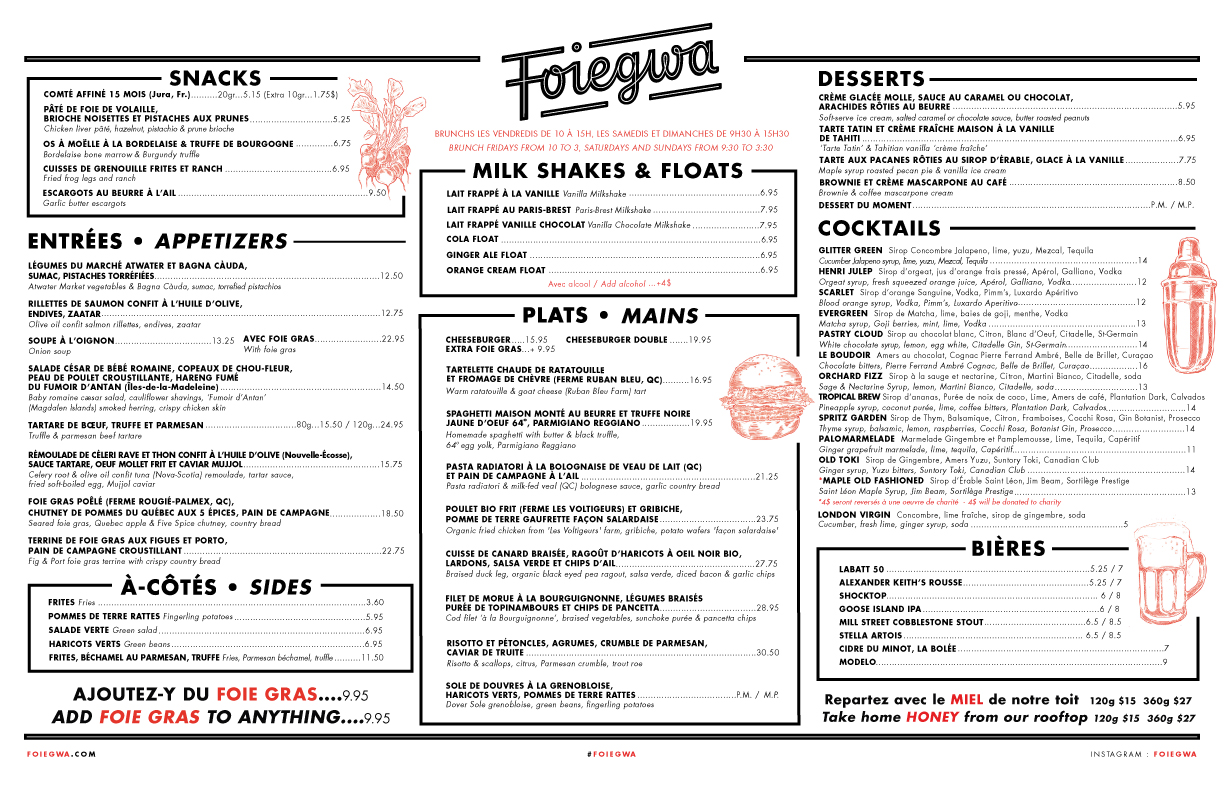 Foiegwa
BRUNCHS LES VENDREDIS DE 10 À 15H, LES SAMEDIS ET DIMANCHES DE 9H30 À 15H30
BRUNCH FRIDAYS FROM 10 TO 3, SATURDAYS AND SUNDAYS FROM 9:30 TO 3:30
SNACKS
COMTÉ AFFINÉ 15 MOIS (Jura, Fr.)..........20gr...5.15 (Extra 10gr...1.75$)
PÂTÉ DE FOIE DE VOLAILLE,
BRIOCHE NOISETTES ET PISTACHES AUX PRUNES..........5.25
Chicken liver pâté, hazelnut, pistachio & prune brioche
OS À MOËLLE À LA BORDELAISE & TRUFFE DE BOURGOGNE ..........6.75
Bordelaise bone marrow & Burgundy truffle
CUISSES DE GRENOUILLE FRITES ET RANCH ..........6.95
Fried frog legs and ranch
ESCARGOTS AU BEURRE À L'AIL ..........9.50
Garlic butter escargots
ENTRÉES • APPETIZERS
LÉGUMES DU MARCHÉ ATWATER ET BAGNA CÀUDA,
SUMAC, PISTACHES TORRÉFIÉES..........12.50
Atwater Market vegetables & Bagna Càuda, sumac, torrefied pistachios
RILLETTES DE SAUMON CONFIT À L'HUILE D'OLIVE,
ENDIVES, ZAATAR..........12.75
Olive oil confit salmon rillettes, endives, zaatar
SOUPE À L'OIGNON..........13.25 AVEC FOIE GRAS..........22.95
Onion soup With foie gras
SALADE CÉSAR DE BÉBÉ ROMAINE, COPEAUX DE CHOU-FLEUR,
PEAU DE POULET CROUSTILLANTE, HARENG FUMÉ
DU FUMOIR D'ANTAN (Îles-de-la-Madeleine)..........14.50
Baby romaine cæsar salad, cauliflower shavings, 'Fumoir d'Antan'
(Magdalen Islands) smoked herring, crispy chicken skin
TARTARE DE BŒUF, TRUFFE ET PARMESAN ..........80g...15.50 / 120g...24.95
Truffle & parmesan beef tartare
RÉMOULADE DE CÉLERI RAVE ET THON CONFIT À L'HUILE D'OLIVE (Nouvelle-Écosse),
SAUCE TARTARE, OEUF MOLLET FRIT ET CAVIAR MUJJOL..........15.75
Celery root & olive oil confit tuna (Nova-Scotia) remoulade, tartar sauce,
fried soft-boiled egg, Mujjol caviar
FOIE GRAS POÊLÉ (FERME ROUGIÉ-PALMEX, QC),
CHUTNEY DE POMMES DU QUÉBEC AUX 5 ÉPICES, PAIN DE CAMPAGNE..........18.50
Seared foie gras, Quebec apple & Five Spice chutney, country bread
TERRINE DE FOIE GRAS AUX FIGUES ET PORTO,
PAIN DE CAMPAGNE CROUSTILLANT ..........22.75
Fig & Port foie gras terrine with crispy country bread
À-CÔTÉS • SIDES
FRITES Fries ..........3.60
POMMES DE TERRE RATTES Fingerling potatoes..........5.95
SALADE VERTE Green salad..........6.95
HARICOTS VERTS Green beans..........6.95
FRITES, BÉCHAMEL AU PARMESAN, TRUFFE Fries, Parmesan béchamel, truffle..........11.50
AJOUTEZ-Y DU FOIE GRAS....9.95
ADD FOIE GRAS TO ANYTHING....9.95
MILK SHAKES & FLOATS
LAIT FRAPPÉ À LA VANILLE Vanilla Milkshake ..........6.95
LAIT FRAPPÉ AU PARIS-BREST Paris-Brest Milkshake ..........7.95
LAIT FRAPPÉ VANILLE CHOCOLAT Vanilla Chocolate Milkshake ..........7.95
COLA FLOAT ..........6.95
GINGER ALE FLOAT ..........6.95
ORANGE CREAM FLOAT ..........6.95
Avec alcool / Add alcohol ...+4$
PLATS • MAINS
CHEESEBURGER.....15.95 CHEESEBURGER DOUBLE .......19.95
EXTRA FOIE GRAS...+ 9.95
TARTELETTE CHAUDE DE RATATOUILLE
ET FROMAGE DE CHÈVRE (FERME RUBAN BLEU, QC).........16.95
Warm ratatouille & goat cheese (Ruban Bleu Farm) tart
SPAGHETTI MAISON MONTÉ AU BEURRE ET TRUFFE NOIRE
JAUNE D'OEUF 64°, PARMIGIANO REGGIANO ..........19.95
Homemade spaghetti with butter & black truffle,
64° egg yolk, Parmigiano Reggiano
PASTA RADIATORI À LA BOLOGNAISE DE VEAU DE LAIT (QC)
ET PAIN DE CAMPAGNE À L'AIL ..........21.25
Pasta radiatori & milk-fed veal (QC) bolognese sauce, garlic country bread
POULET BIO FRIT (FERME LES VOLTIGEURS) ET GRIBICHE,
POMME DE TERRE GAUFRETTE FAÇON SALARDAISE..........23.75
Organic fried chicken from 'Les Voltigeurs' farm, gribiche, potato wafers 'façon salardaise'
CUISSE DE CANARD BRAISÉE, RAGOÛT D'HARICOTS À OEIL NOIR BIO,
LARDONS, SALSA VERDE ET CHIPS D'AIL..........27.75
Braised duck leg, organic black eyed pea ragout, salsa verde, diced bacon & garlic chips
FILET DE MORUE À LA BOURGUIGNONNE, LÉGUMES BRAISÉS
PURÉE DE TOPINAMBOURS ET CHIPS DE PANCETTA..........28.95
Cod filet 'à la Bourguignonne', braised vegetables, sunchoke purée & pancetta chips
RISOTTO ET PÉTONCLES, AGRUMES, CRUMBLE DE PARMESAN,
CAVIAR DE TRUITE ..........30.50
Risotto & scallops, citrus, Parmesan crumble, trout roe
SOLE DE DOUVRES À LA GRENOBLOISE,
HARICOTS VERTS, POMMES DE TERRE RATTES ..........P.M. / M.P.
Dover Sole grenobloise, green beans, fingerling potatoes
DESSERTS
CRÈME GLACÉE MOLLE, SAUCE AU CARAMEL OU CHOCOLAT,
ARACHIDES RÔTIES AU BEURRE ..........5.95
Soft-serve ice cream, salted caramel or chocolate sauce, butter roasted peanuts
TARTE TATIN ET CRÈME FRAÎCHE MAISON À LA VANILLE
DE TAHITI ..........6.95
'Tarte Tatin' & Tahitian vanilla 'crème fraîche'
TARTE AUX PACANES RÔTIES AU SIROP D'ÉRABLE, GLACE À LA VANILLE..........7.75
Maple syrup roasted pecan pie & vanilla ice cream
BROWNIE ET CRÈME MASCARPONE AU CAFÉ ..........8.50
Brownie & coffee mascarpone cream
DESSERT DU MOMENT..........P.M. / M.P.
COCKTAILS
GLITTER GREEN Sirop Concombre Jalapeno, lime, yuzu, Mezcal, Tequila
Cucumber Jalapeno syrup, lime, yuzu, Mezcal, Tequila ..........14
HENRI JULEP Sirop d'orgeat, jus d'orange frais pressé, Apérol, Galliano, Vodka
Orgeat syrup, fresh squeezed orange juice, Apérol, Galliano, Vodka..........12
SCARLET Sirop d'orange Sanguine, Vodka, Pimm's, Luxardo Apéritivo
Blood orange syrup, Vodka, Pimm's, Luxardo Aperitivo..........12
EVERGREEN Sirop de Matcha, lime, baies de goji, menthe, Vodka
Matcha syrup, Goji berries, mint, lime, Vodka ..........13
PASTRY CLOUD Sirop au chocolat blanc, Citron, Blanc d'Oeuf, Citadelle, St-Germain
White chocolate syrup, lemon, egg white, Citadelle Gin, St-Germain..........14
LE BOUDOIR Amers au chocolat, Cognac Pierre Ferrand Ambré, Belle de Brillet, Curaçao
Chocolate bitters, Pierre Ferrand Ambré Cognac, Belle de Brillet, Curaçao..........16
ORCHARD FIZZ Sirop à la sauge et nectarine, Citron, Martini Bianco, Citadelle, soda
Sage & Nectarine Syrup, lemon, Martini Bianco, Citadelle, soda..........13
TROPICAL BREW Sirop d'ananas, Purée de noix de coco, Lime, Amers de café, Plantation Dark, Calvados
Pineapple syrup, coconut purée, lime, coffee bitters, Plantation Dark, Calvados..........14
SPRITZ GARDEN Sirop de Thym, Balsamique, Citron, Framboises, Cocchi Rosa, Gin Botanist, Prosecco
Thyme syrup, balsamic, lemon, raspberries, Cocchi Rosa, Botanist Gin, Prosecco..........14
PALOMARMELADE Marmelade Gingembre et Pamplemousse, Lime, Tequila, Capéritif
Ginger grapefruit marmelade, lime, tequila, Capéritif..........11
OLD TOKI Sirop de Gingembre, Amers Yuzu, Suntory Toki, Canadian Club
Ginger syrup, Yuzu bitters, Suntory Toki, Canadian Club ..........14
*MAPLE OLD FASHIONED Sirop d'Érable Saint Léon, Jim Beam, Sortilège Prestige
Saint Léon Maple Syrup, Jim Beam, Sortilège Prestige..........13
*4$ seront reversés à une oeuvre de charité – 4$ will be donated to charity
LONDON VIRGIN Concombre, lime fraîche, sirop de gingembre, soda
Cucumber, fresh lime, ginger syrup, soda ..........5
BIÈRES
LABATT 50 ..........5.25 / 7
ALEXANDER KEITH'S ROUSSE..........5.25 / 7
SHOCKTOP..........6 / 8
GOOSE ISLAND IPA..........6 / 8
MILL STREET COBBLESTONE STOUT..........6.5 / 8.5
STELLA ARTOIS..........6.5 / 8.5
CIDRE DU MINOT, LA BOLÉE..........7
MODELO..........9
Repartez avec le MIEL de notre toit 120g $15 360g $27
Take home HONEY from our rooftop 120g $15 360g $27
FOIEGWA.COM
#FOIEGWA
INSTAGRAM : FOIEGWA